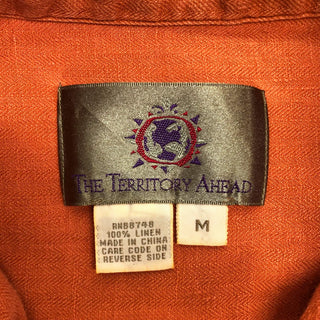 THE TERRITORY AHEAD
RN88748
100% LINEN
MADE IN CHINA
CARE CODE ON
REVERSE SIDE
M